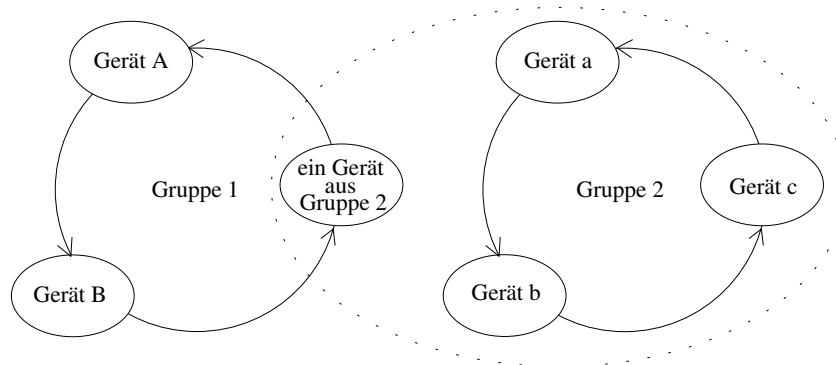 Gerät A
Gruppe 1
ein Gerät
aus
Gruppe 2
Gerät B
Gerät a
Gruppe 2
Gerät c
Gerät b